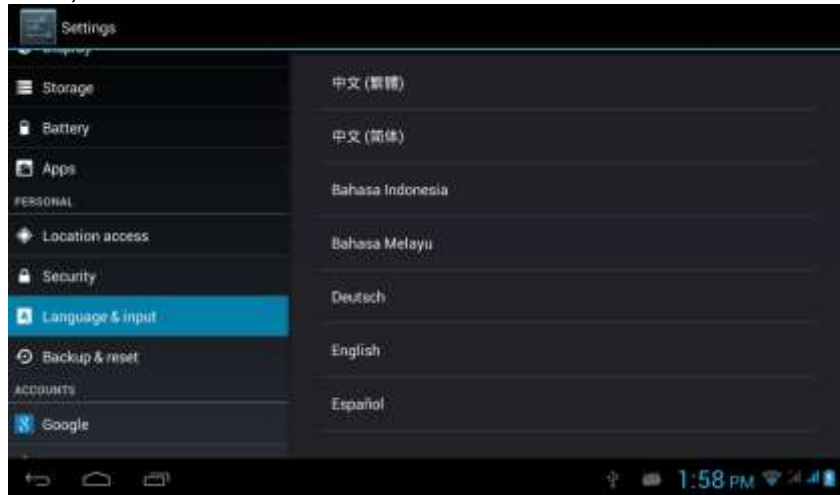 Settings
Display
Storage
Battery
Apps
PERSONAL
Location access
Security
Language & input
Backup & reset
ACCOUNTS
Google
中文 (繁體)
中文 (简体)
Bahasa Indonesia
Bahasa Melayu
Deutsch
English
Español
1:58 PM